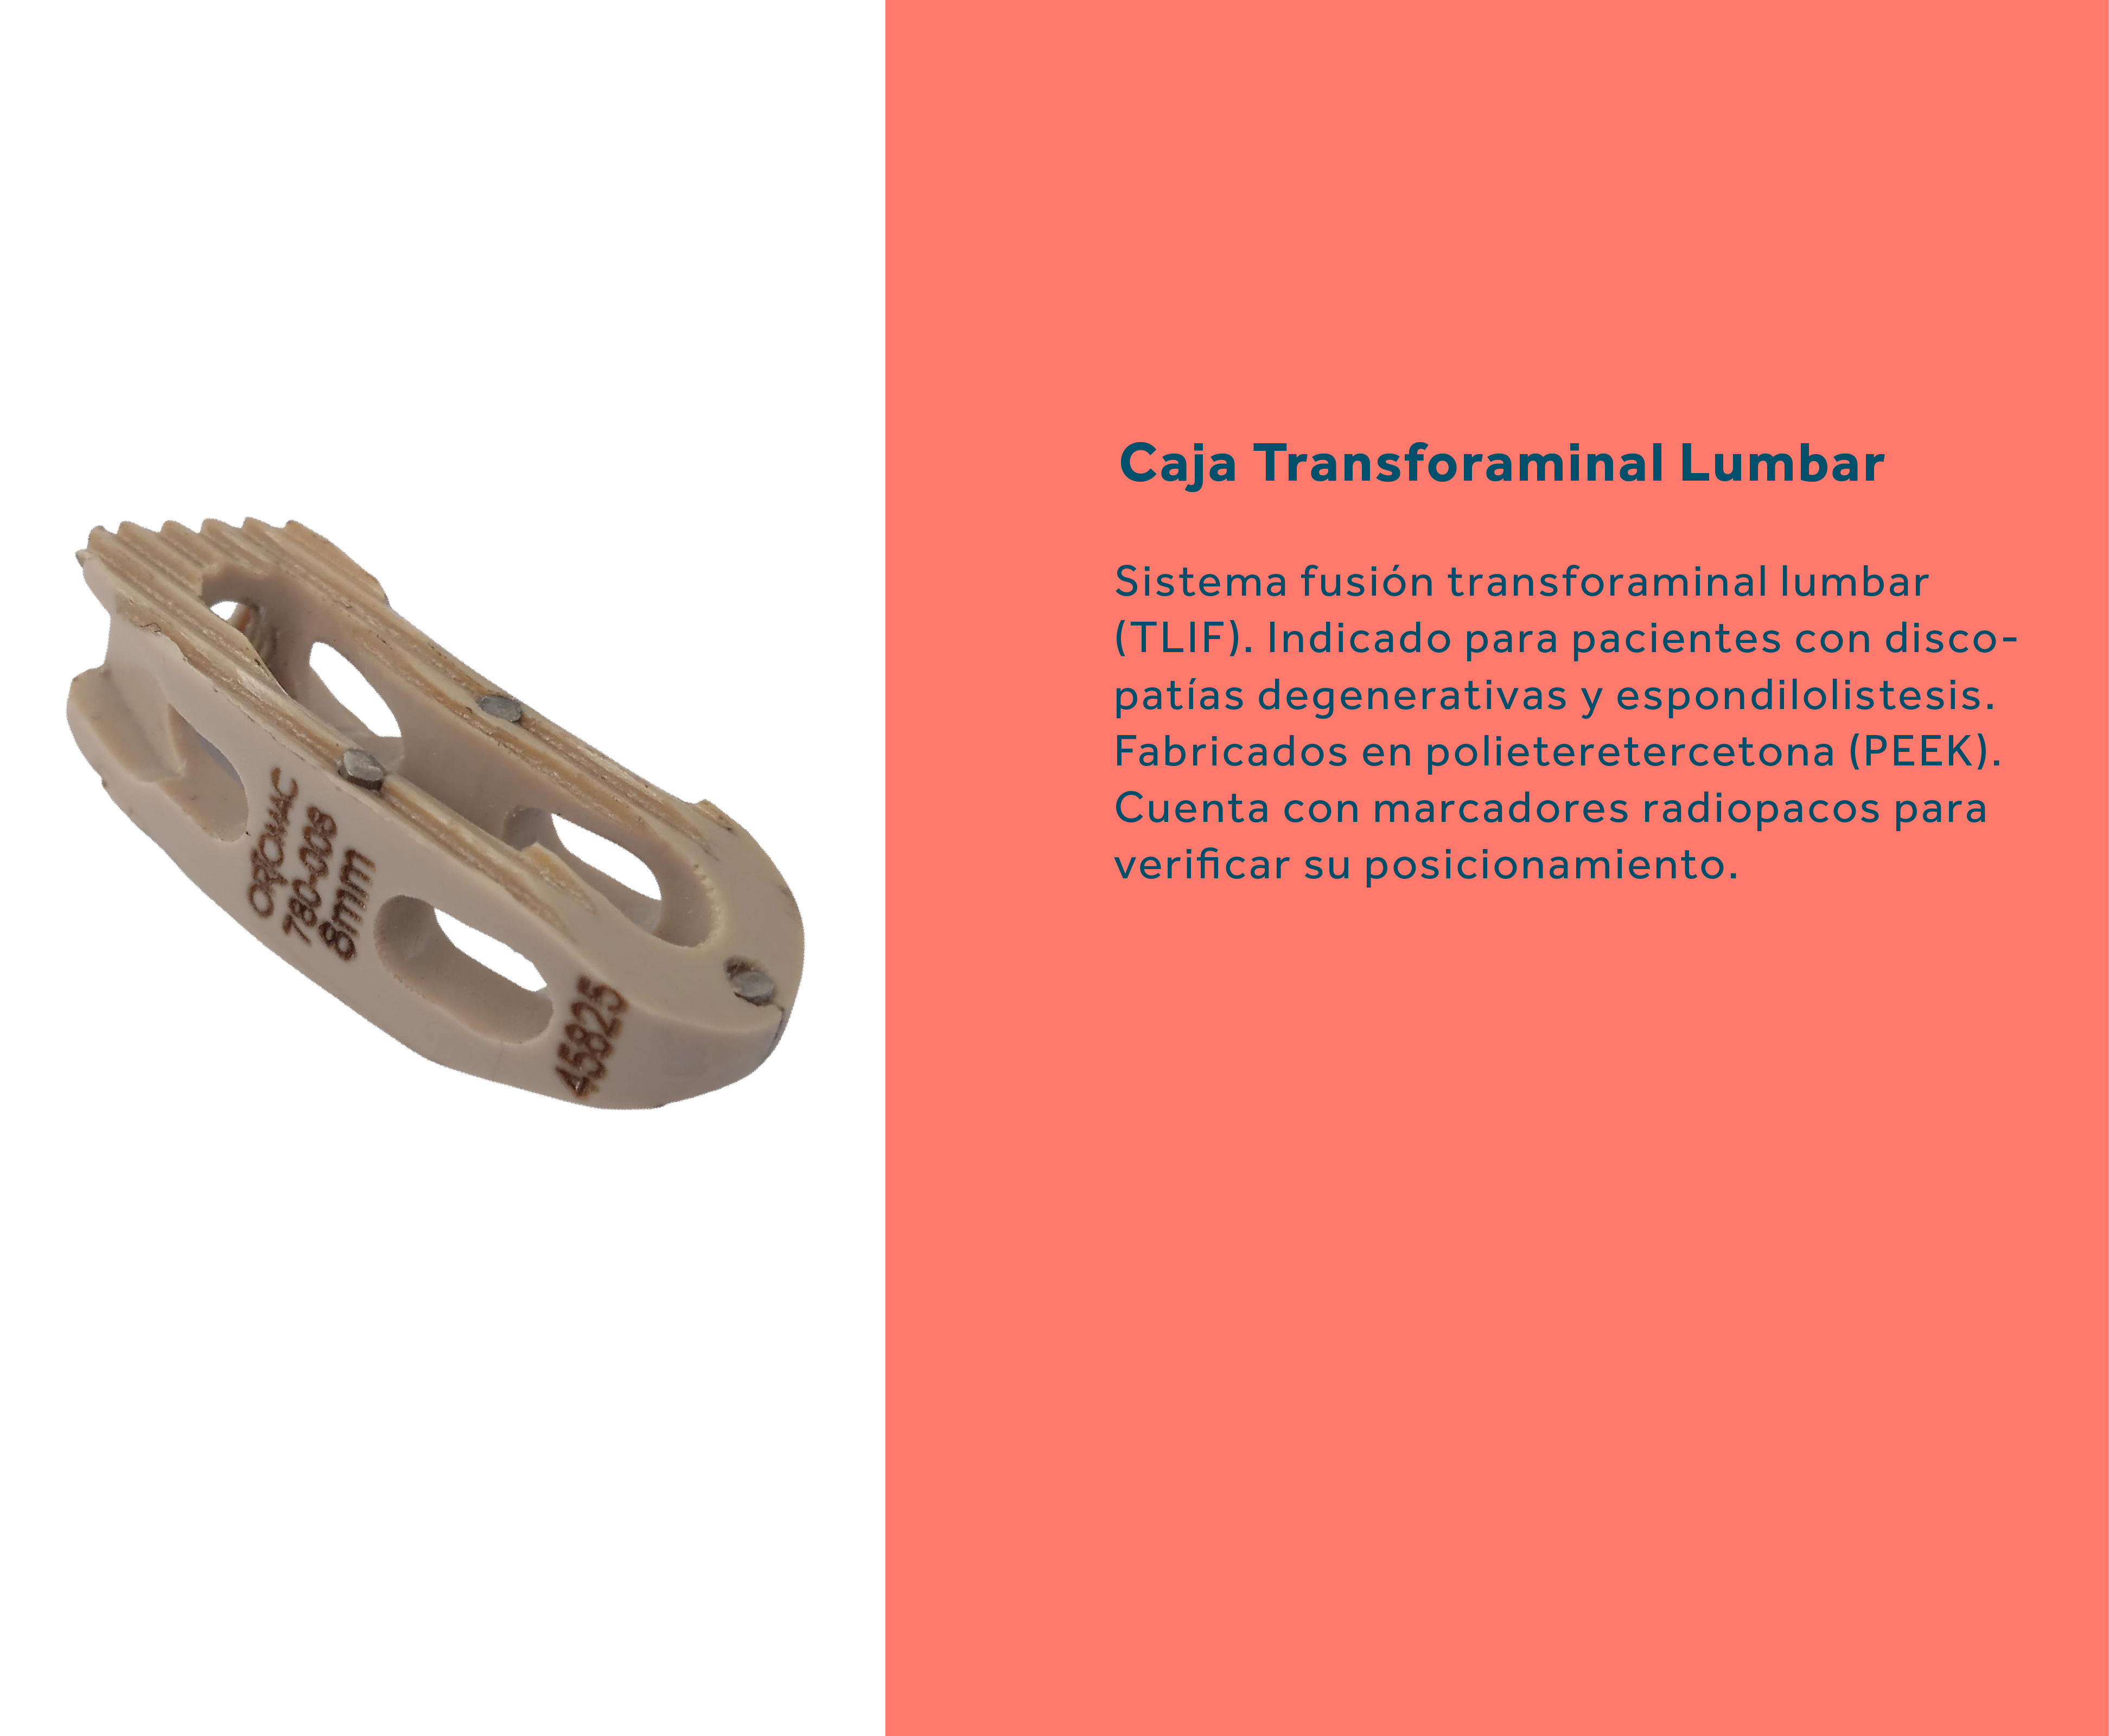 ORTOMAC
780-008
8mm
45825
Caja Transforaminal Lumbar
Sistema fusión transforaminal lumbar
(TLIF). Indicado para pacientes con disco-
patías degenerativas y espondilolistesis.
Fabricados en polieteretercetona (PEEK).
Cuenta con marcadores radiopacos para
verificar su posicionamiento.